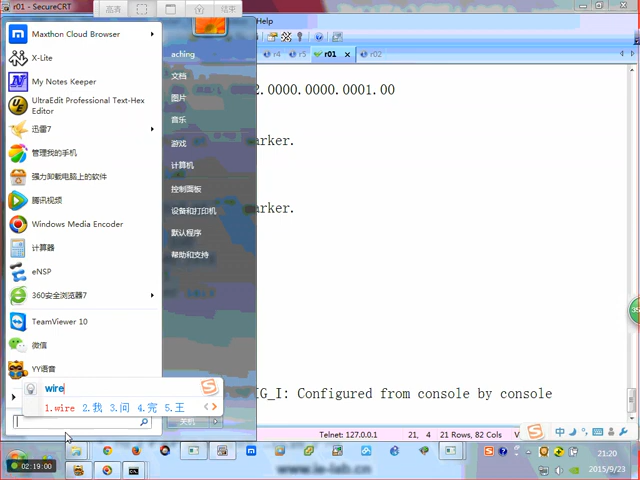 r01 - SecureCRT
高清
结束
Help
Maxthon Cloud Browser
X-Lite
My Notes Keeper
UltraEdit Professional Text-Hex
Editor
迅雷7
管理我的手机
强力卸载电脑上的软件
腾讯视频
Windows Media Encoder
计算器
eNSP
360安全浏览器7
TeamViewer 10
微信
YY语音
aching
文档
图片
音乐
游戏
计算机
控制面板
设备和打印机
默认程序
帮助和支持
关机
wire
1.wire 2.我 3.问 4.完 5.王
r4
r5
r01
r02
2.0000.0000.0001.00
arker.
arker.
IG_I: Configured from console by console
Telnet: 127.0.0.1
21, 4
21 Rows, 82 Cols
V
中
35
02:19:00
www.ie-lab.cn
21:20
2015/9/23